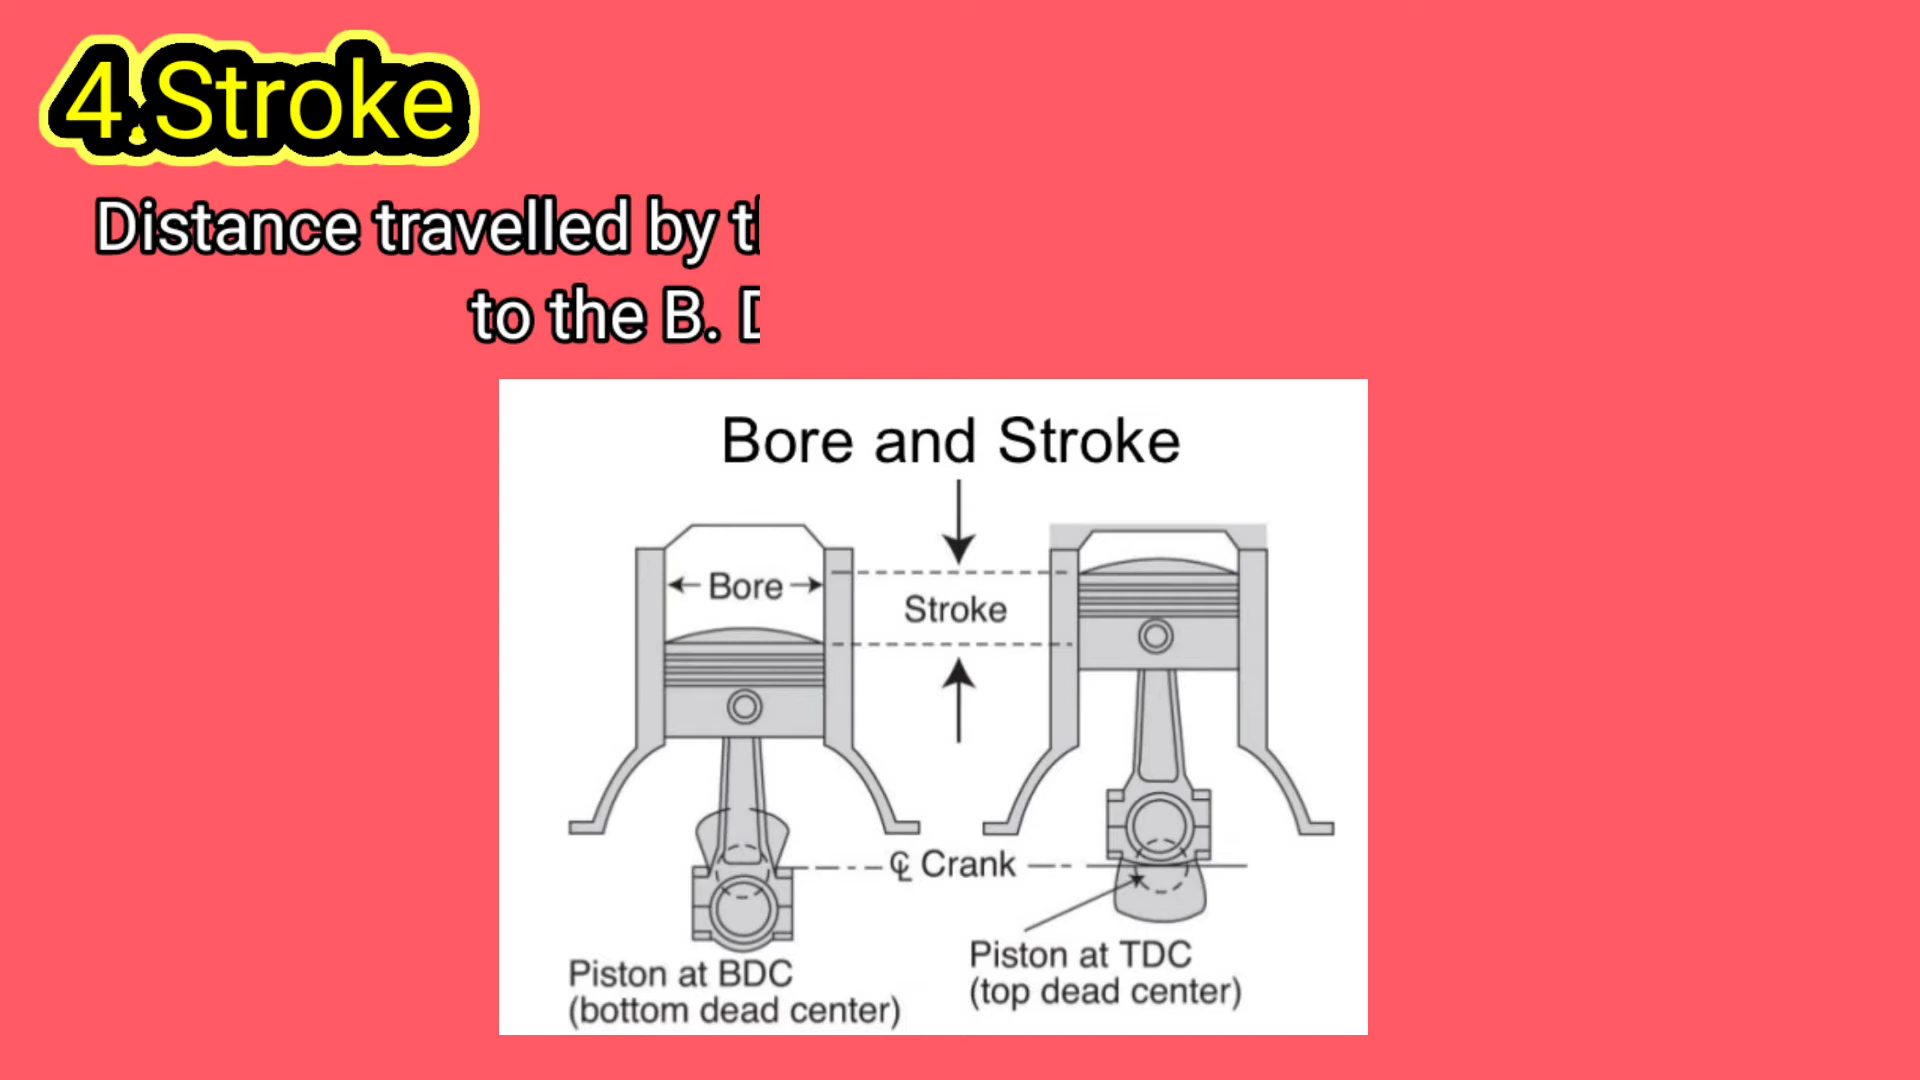 4.Stroke
Distance travelled by
to the B.
Bore and Stroke
Bore
Stroke
℄ Crank
Piston at TDC
(top dead center)
Piston at BDC
(bottom dead center)